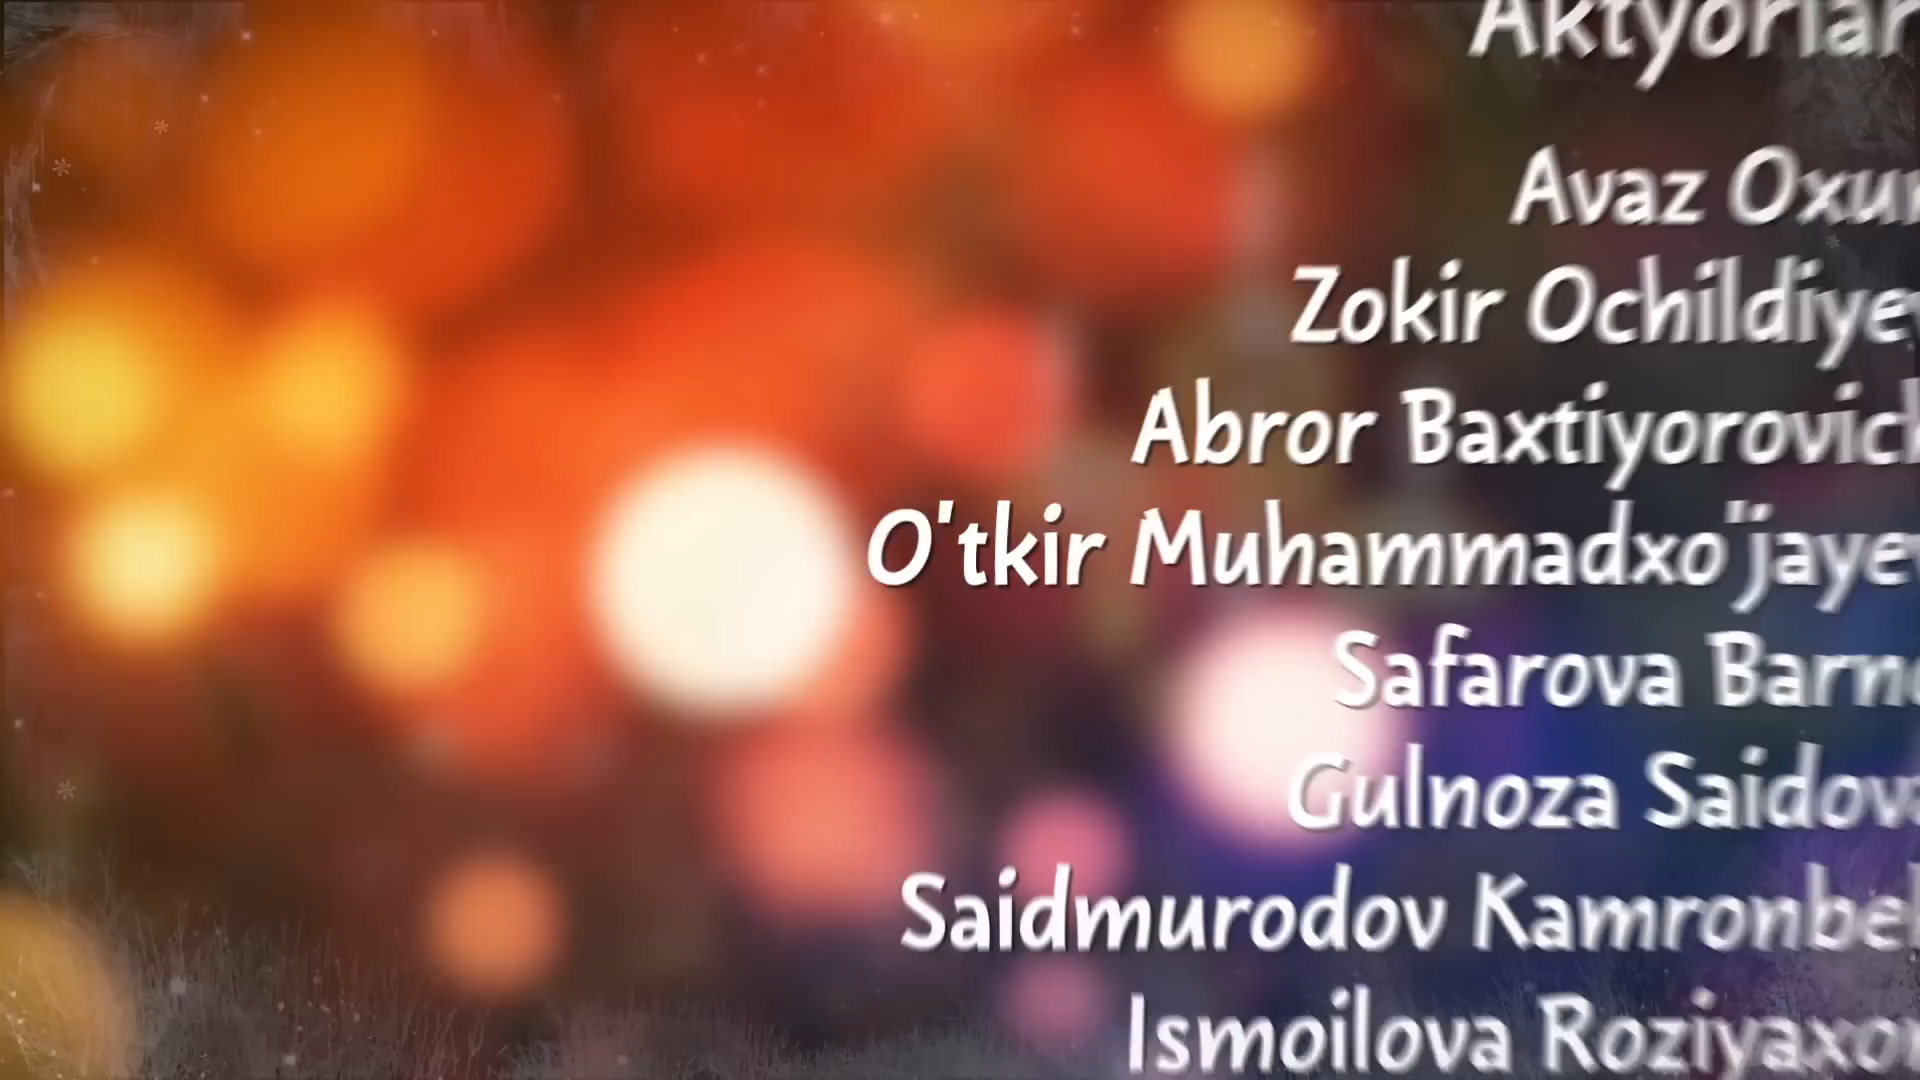 Aktyorlar
Avaz Oxun
Zokir Ochildiyev
Abror Baxtiyorovich
O'tkir Muhammadxo'jayev
Safarova Barno
Gulnoza Saidova
Saidmurodov Kamronbek
Ismoilova Roziyaxon